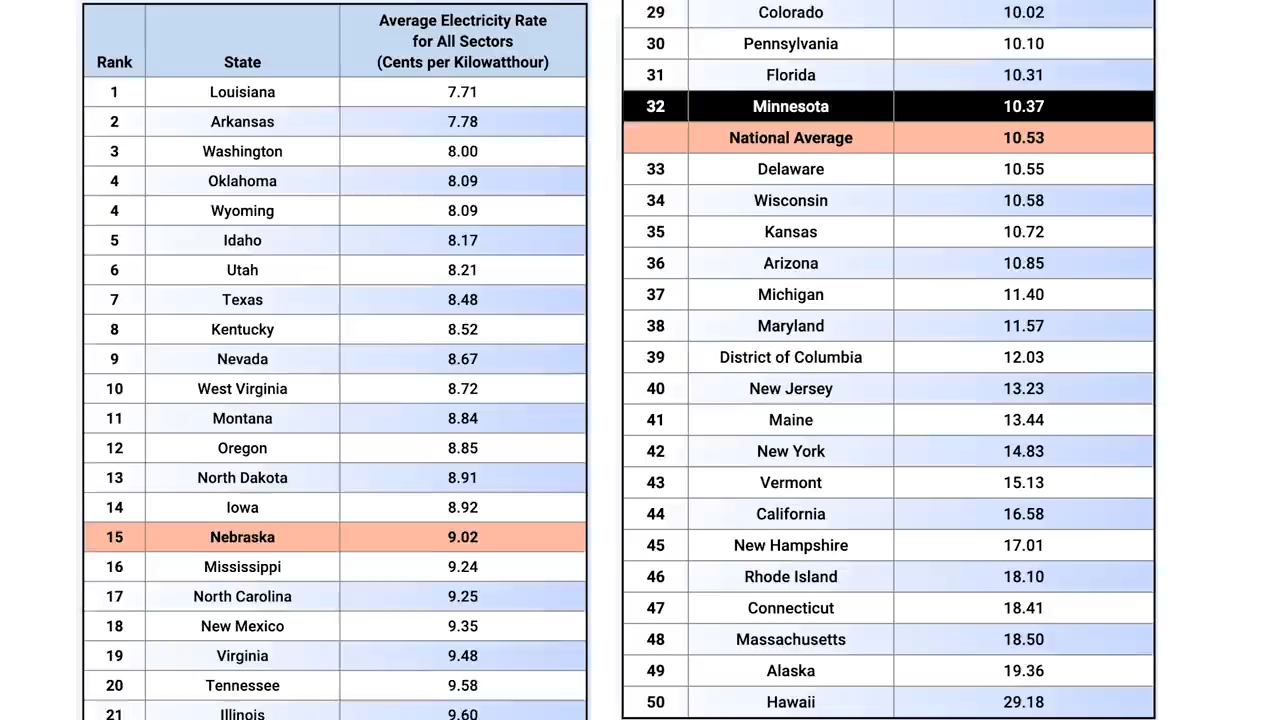 Rank State Average Electricity Rate
for All Sectors
(Cents per Kilowatthour)
1 Louisiana 7.71
2 Arkansas 7.78
3 Washington 8.00
4 Oklahoma 8.09
4 Wyoming 8.09
5 Idaho 8.17
6 Utah 8.21
7 Texas 8.48
8 Kentucky 8.52
9 Nevada 8.67
10 West Virginia 8.72
11 Montana 8.84
12 Oregon 8.85
13 North Dakota 8.91
14 Iowa 8.92
15 Nebraska 9.02
16 Mississippi 9.24
17 North Carolina 9.25
18 New Mexico 9.35
19 Virginia 9.48
20 Tennessee 9.58
21 Illinois 9.60
29 Colorado 10.02
30 Pennsylvania 10.10
31 Florida 10.31
32 Minnesota 10.37
National Average 10.53
33 Delaware 10.55
34 Wisconsin 10.58
35 Kansas 10.72
36 Arizona 10.85
37 Michigan 11.40
38 Maryland 11.57
39 District of Columbia 12.03
40 New Jersey 13.23
41 Maine 13.44
42 New York 14.83
43 Vermont 15.13
44 California 16.58
45 New Hampshire 17.01
46 Rhode Island 18.10
47 Connecticut 18.41
48 Massachusetts 18.50
49 Alaska 19.36
50 Hawaii 29.18